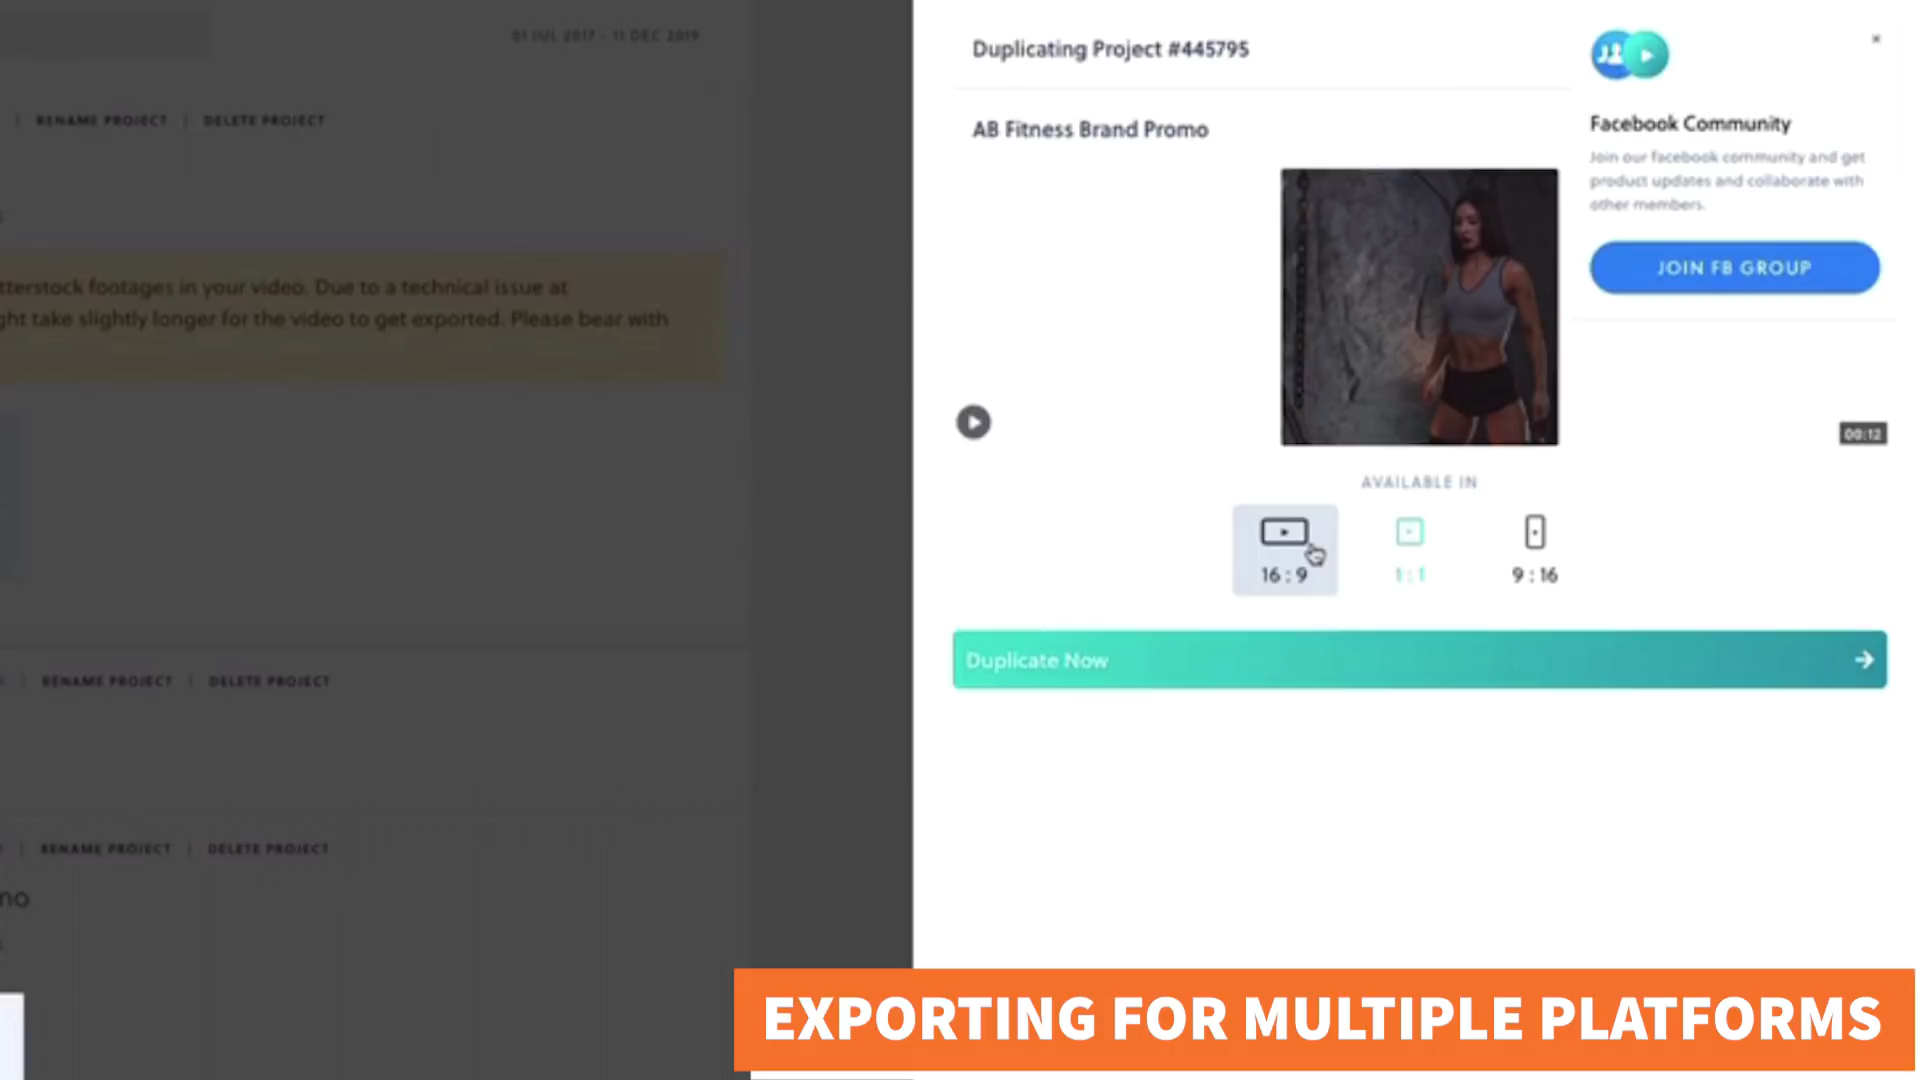 01 JUL 2017 - 11 DEC 2019
RENAME PROJECT | DELETE PROJECT
tterstock footages in your video. Due to a technical issue at
ght take slightly longer for the video to get exported. Please bear with
RENAME PROJECT | DELETE PROJECT
RENAME PROJECT | DELETE PROJECT
mo
Duplicating Project #445795
AB Fitness Brand Promo
00:12
AVAILABLE IN
16 : 9
1 : 1
9 : 16
Duplicate Now
Facebook Community
Join our facebook community and get
product updates and collaborate with
other members.
JOIN FB GROUP
EXPORTING FOR MULTIPLE PLATFORMS